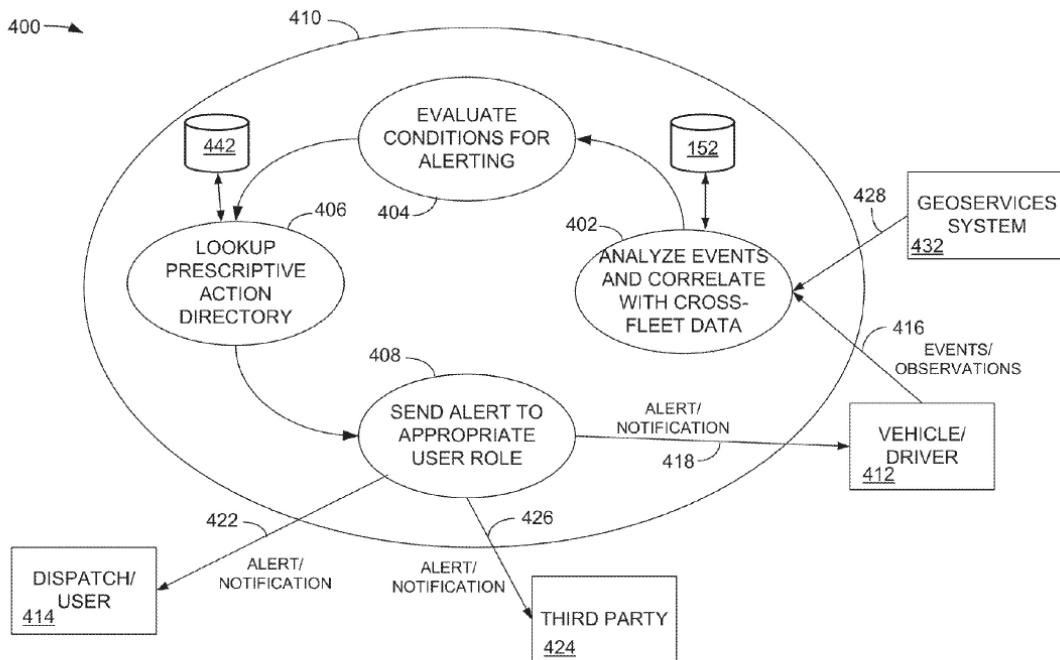 400
410
EVALUATE
CONDITIONS FOR
ALERTING
404
442
152
406
LOOKUP
PRESCRIPTIVE
ACTION
DIRECTORY
402
ANALYZE EVENTS
AND CORRELATE
WITH CROSS-
FLEET DATA
428
GEOSERVICES
SYSTEM
432
416
EVENTS/
OBSERVATIONS
408
SEND ALERT TO
APPROPRIATE
USER ROLE
ALERT/
NOTIFICATION
418
VEHICLE/
DRIVER
412
422
ALERT/
NOTIFICATION
426
ALERT/
NOTIFICATION
DISPATCH/
USER
414
THIRD PARTY
424